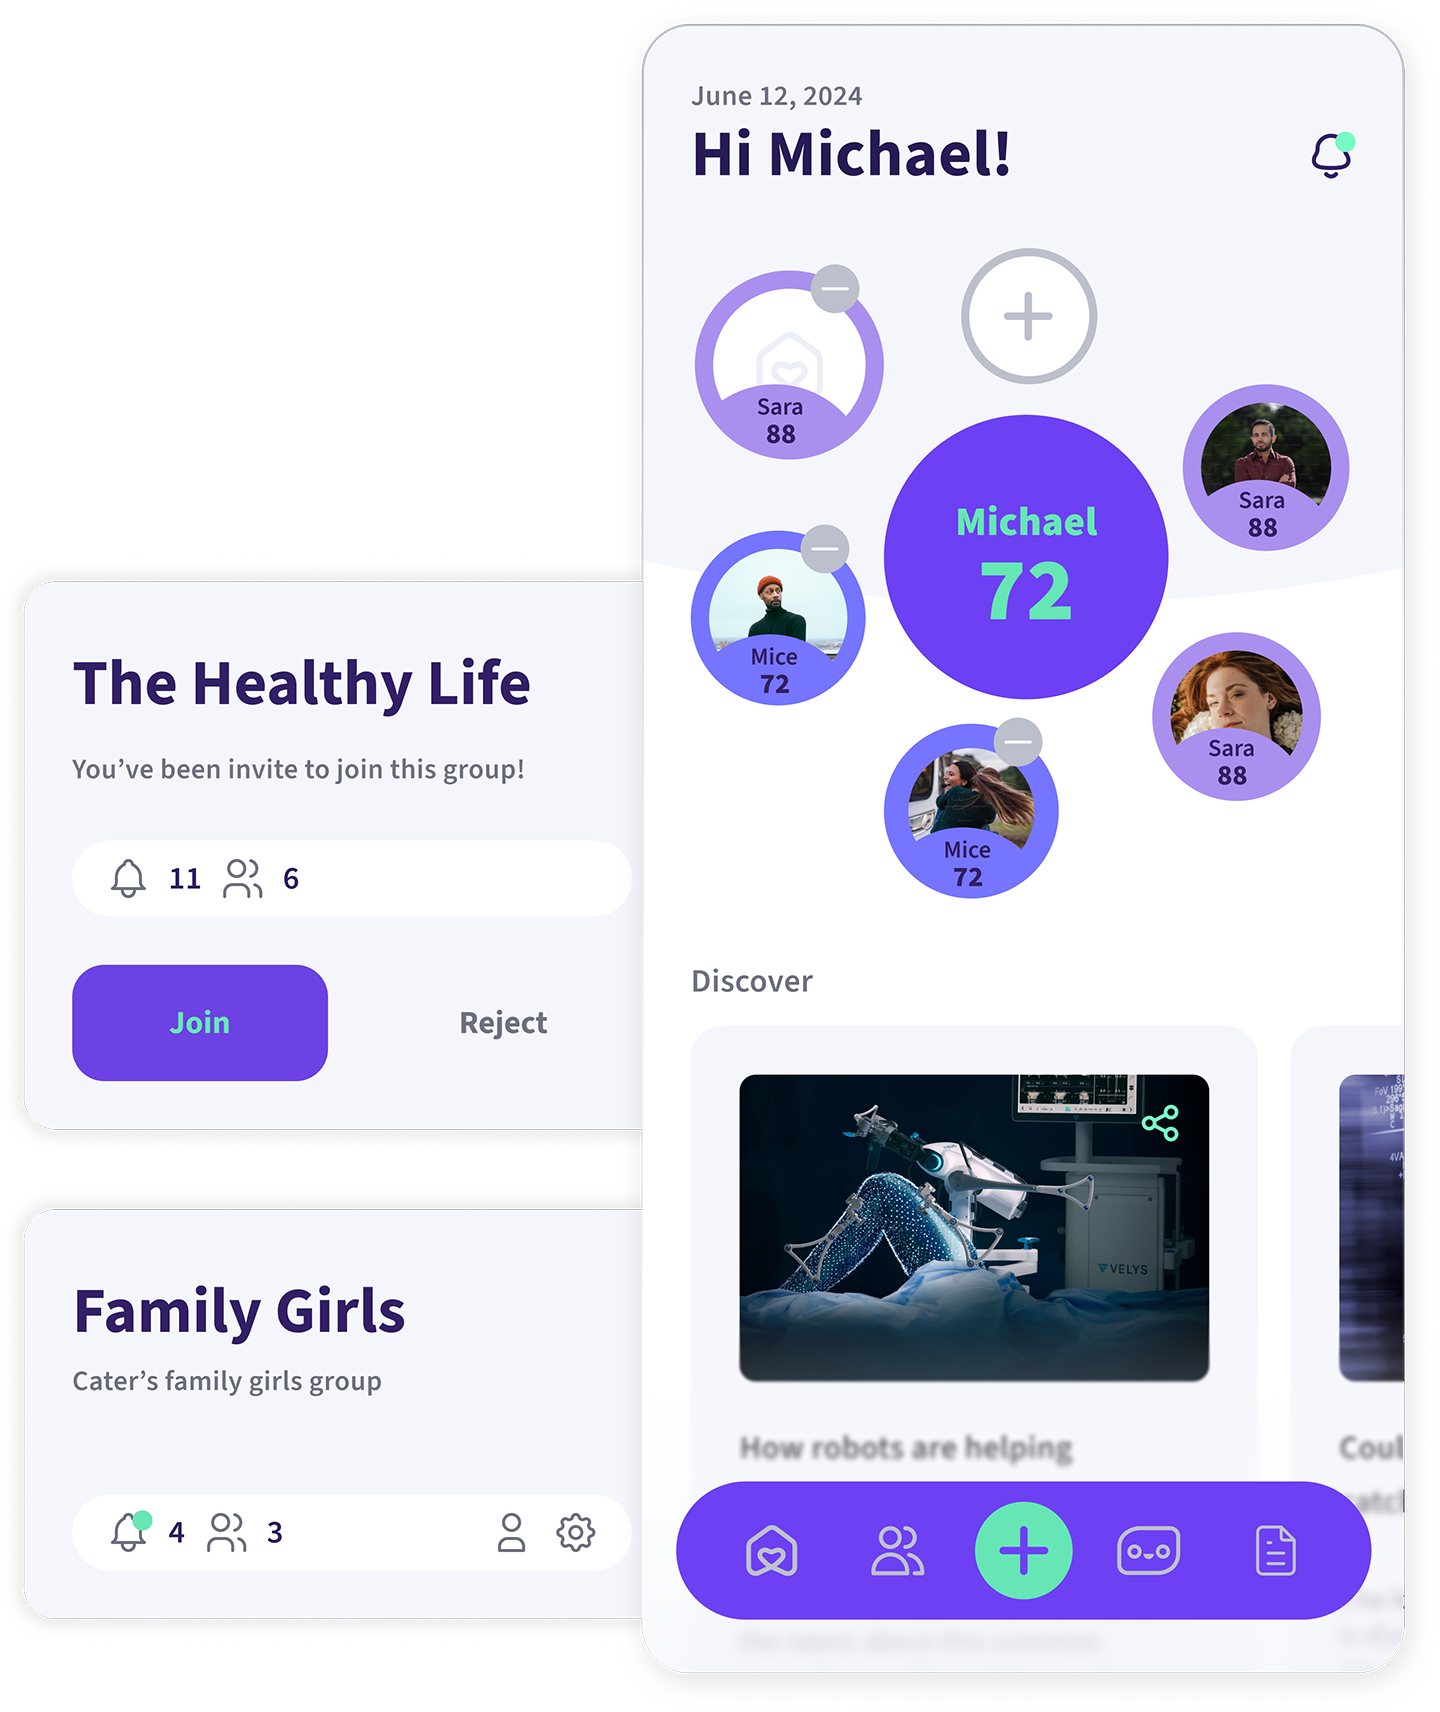 June 12, 2024
Hi Michael!
Sara
88
Sara
88
Michael
72
Mice
72
Sara
88
Mice
72
Discover
VELYS
How robots are helping
Coul
The Healthy Life
You’ve been invite to join this group!
11 6
Join Reject
Family Girls
Cater’s family girls group
4 3